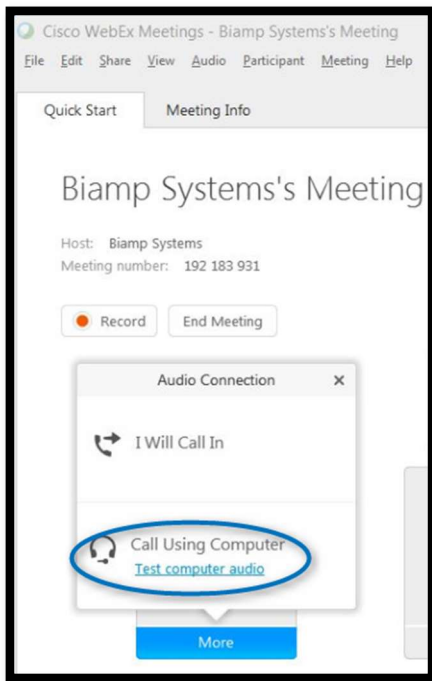 Cisco WebEx Meetings - Biamp Systems's Meeting
File Edit Share View Audio Participant Meeting Help
Quick Start Meeting Info
Biamp Systems's Meeting
Host: Biamp Systems
Meeting number: 192 183 931
Record End Meeting
Audio Connection
I Will Call In
Call Using Computer
Test computer audio
More